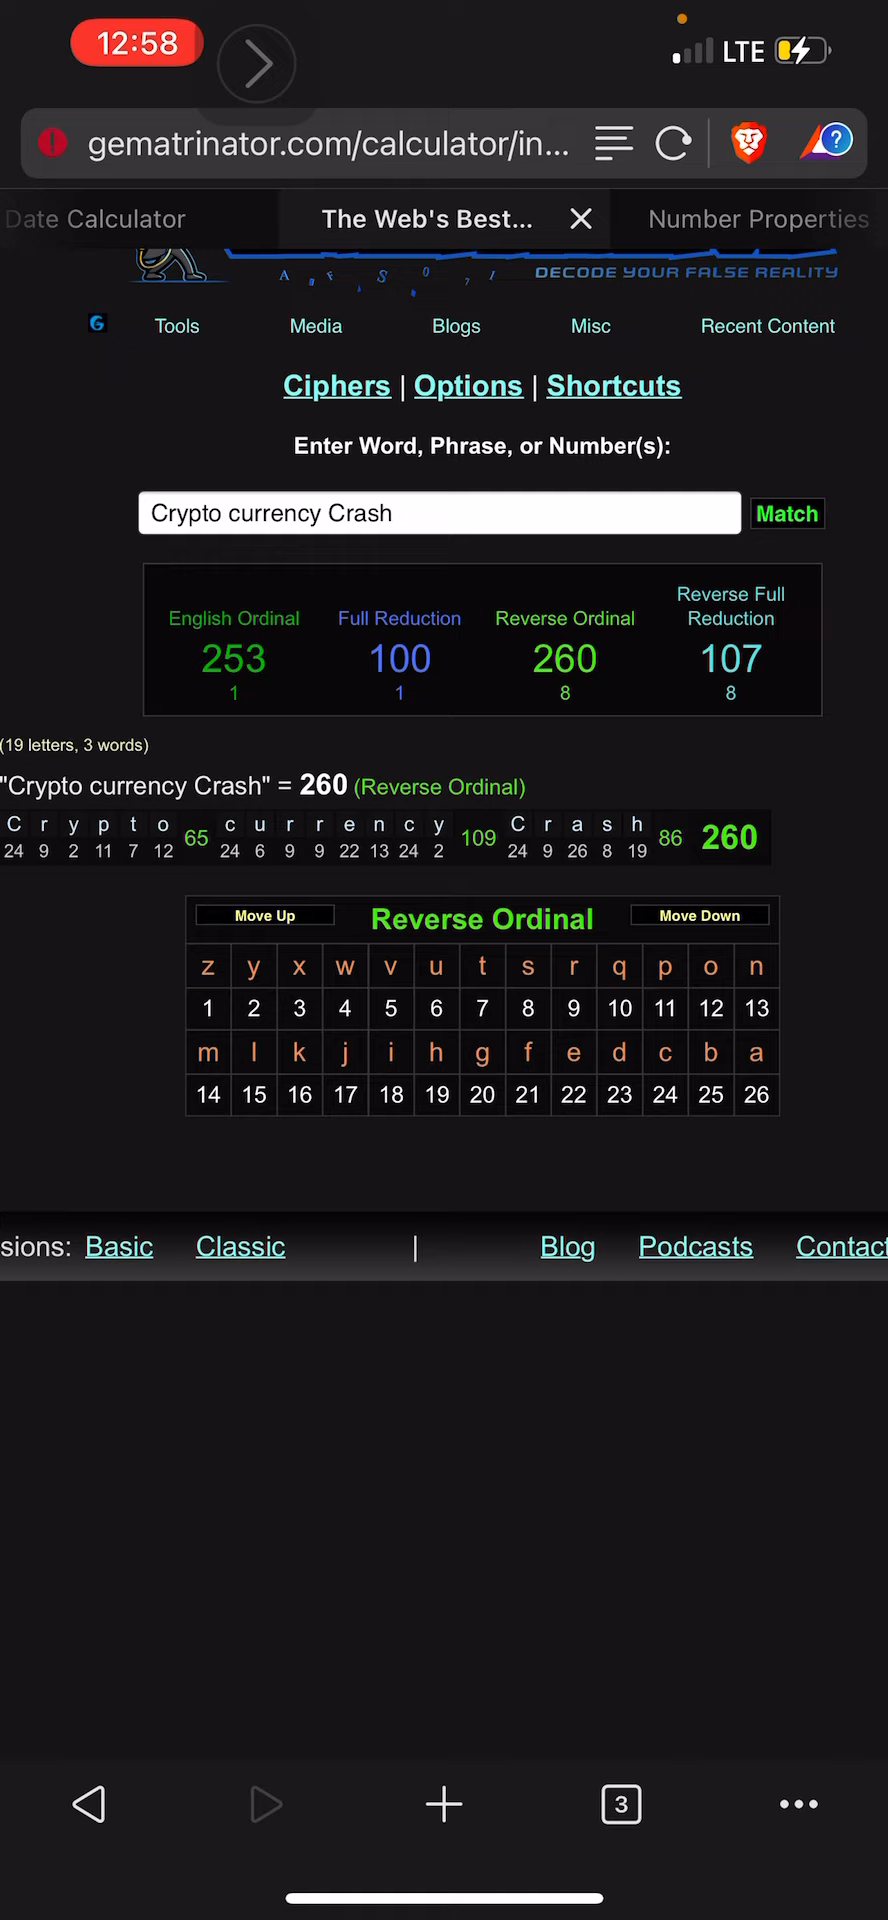 12:58
LTE
gematrinator.com/calculator/in...
Date Calculator The Web's Best... Number Properties
DECODE YOUR FALSE REALITY
Tools Media Blogs Misc Recent Content
Ciphers | Options | Shortcuts
Enter Word, Phrase, or Number(s):
Crypto currency Crash Match
English Ordinal Full Reduction Reverse Ordinal Reverse Full Reduction
253 100 260 107
1 1 8 8
(19 letters, 3 words)
"Crypto currency Crash" = 260 (Reverse Ordinal)
C r y p t o 65 c u r r e n c y 109 C r a s h 86 260
24 9 2 11 7 12 24 6 9 9 22 13 24 2 24 9 26 8 19
Move Up Reverse Ordinal Move Down
z y x w v u t s r q p o n
1 2 3 4 5 6 7 8 9 10 11 12 13
m l k j i h g f e d c b a
14 15 16 17 18 19 20 21 22 23 24 25 26
sions: Basic Classic | Blog Podcasts Contact
3